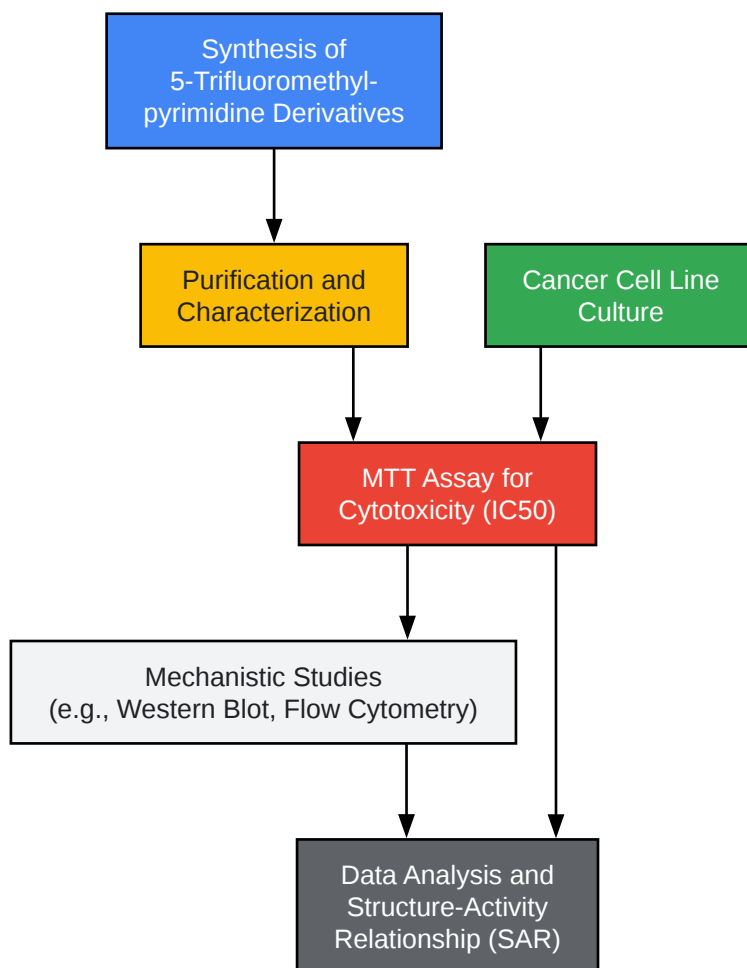 Synthesis of
5-Trifluoromethyl-
pyrimidine Derivatives
Purification and
Characterization
Cancer Cell Line
Culture
MTT Assay for
Cytotoxicity (IC50)
Mechanistic Studies
(e.g., Western Blot, Flow Cytometry)
Data Analysis and
Structure-Activity
Relationship (SAR)